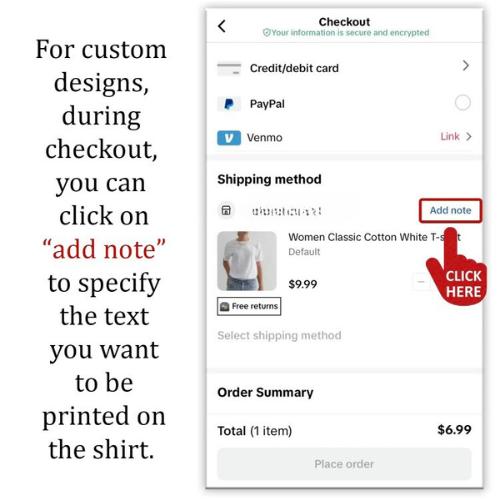 For custom
designs,
during
checkout,
you can
click on
“add note”
to specify
the text
you want
to be
printed on
the shirt.
Checkout
Your information is secure and encrypted
Credit/debit card
PayPal
Venmo
Link
Shipping method
Add note
Women Classic Cotton White T-
Default
$9.99
CLICK
HERE
Free returns
Select shipping method
Order Summary
Total (1 item)
$6.99
Place order